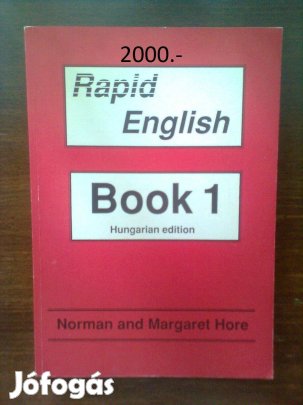 2000.-
Rapid
English
Book 1
Hungarian edition
Norman and Margaret Hore
Jófogás